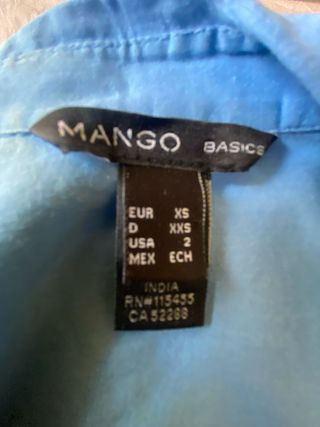 MANGO BASICS
EUR XS
D XXS
USA 2
MEX ECH
INDIA
RN#115455
CA 52288